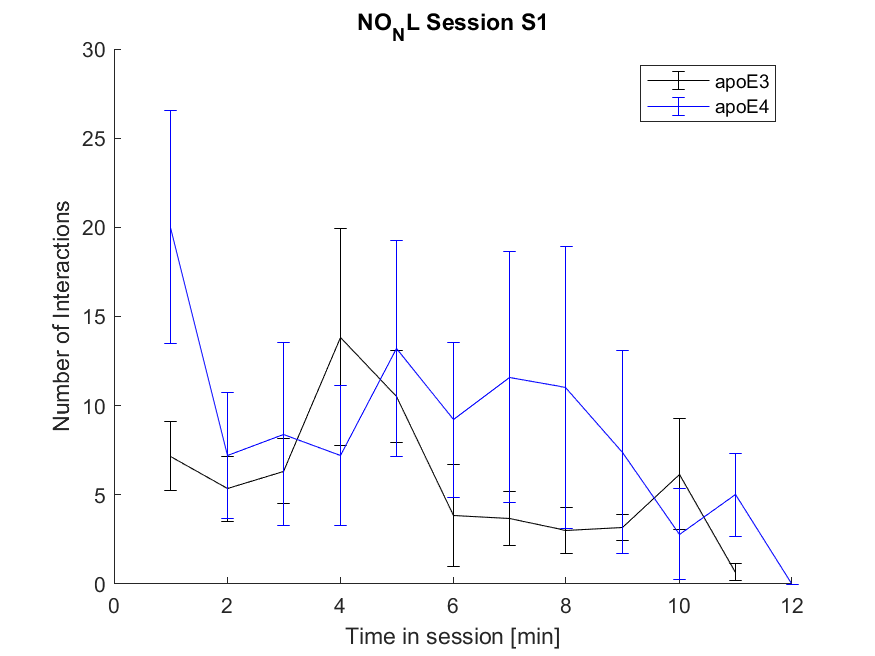 NO_NL Session S1
apoE3
apoE4
30
25
20
15
10
5
0
Number of Interactions
0 2 4 6 8 10 12
Time in session [min]